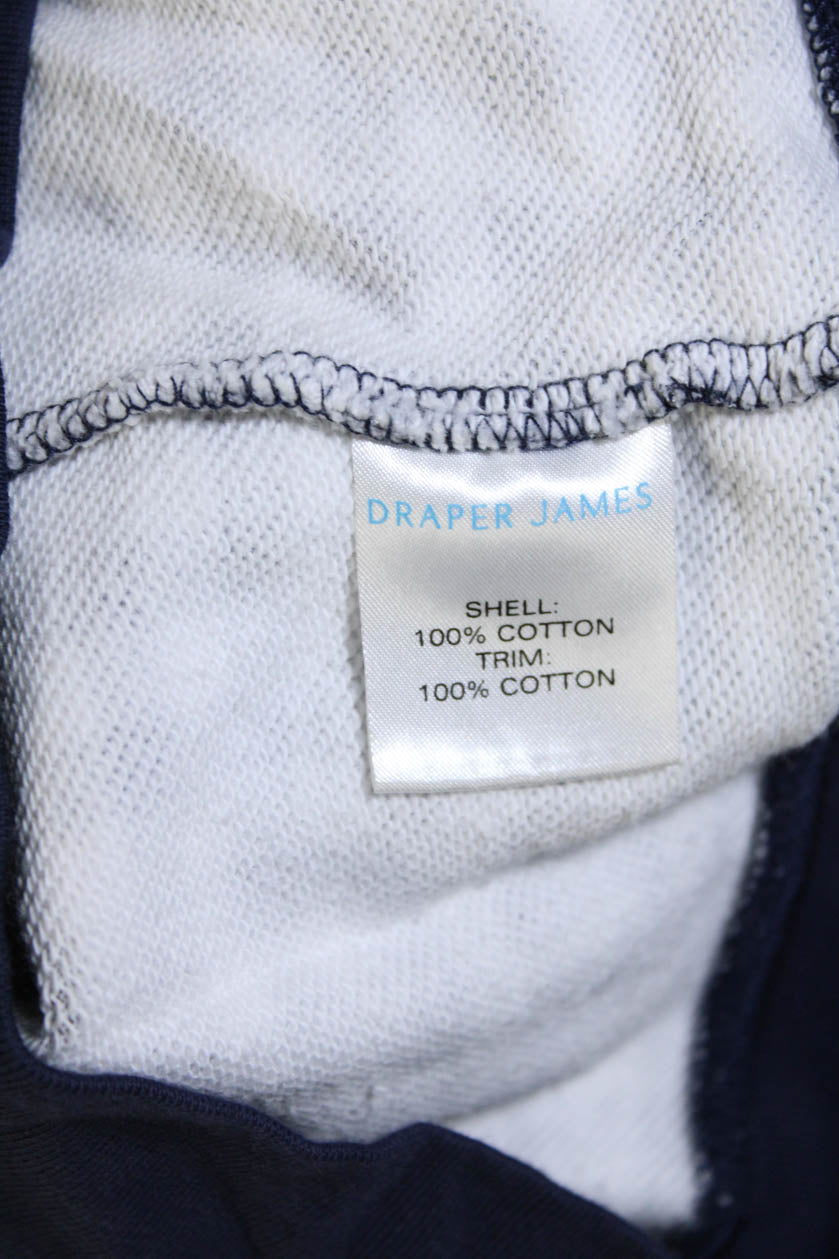 DRAPER JAMES
SHELL:
100% COTTON
TRIM:
100% COTTON